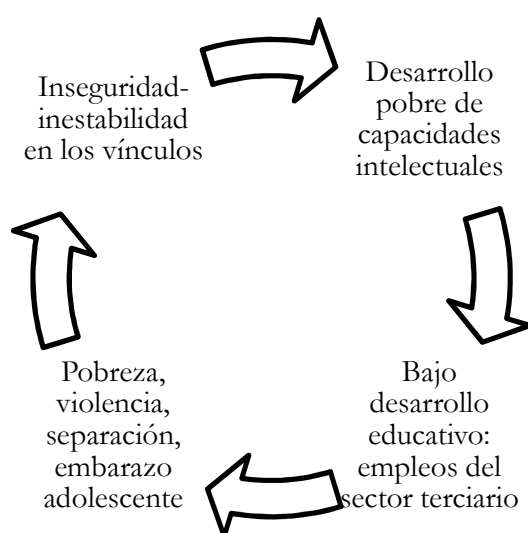 Inseguridad-
inestabilidad
en los vínculos
Desarrollo
pobre de
capacidades
intelectuales
Bajo
desarrollo
educativo:
empleos del
sector terciario
Pobreza,
violencia,
separación,
embarazo
adolescente